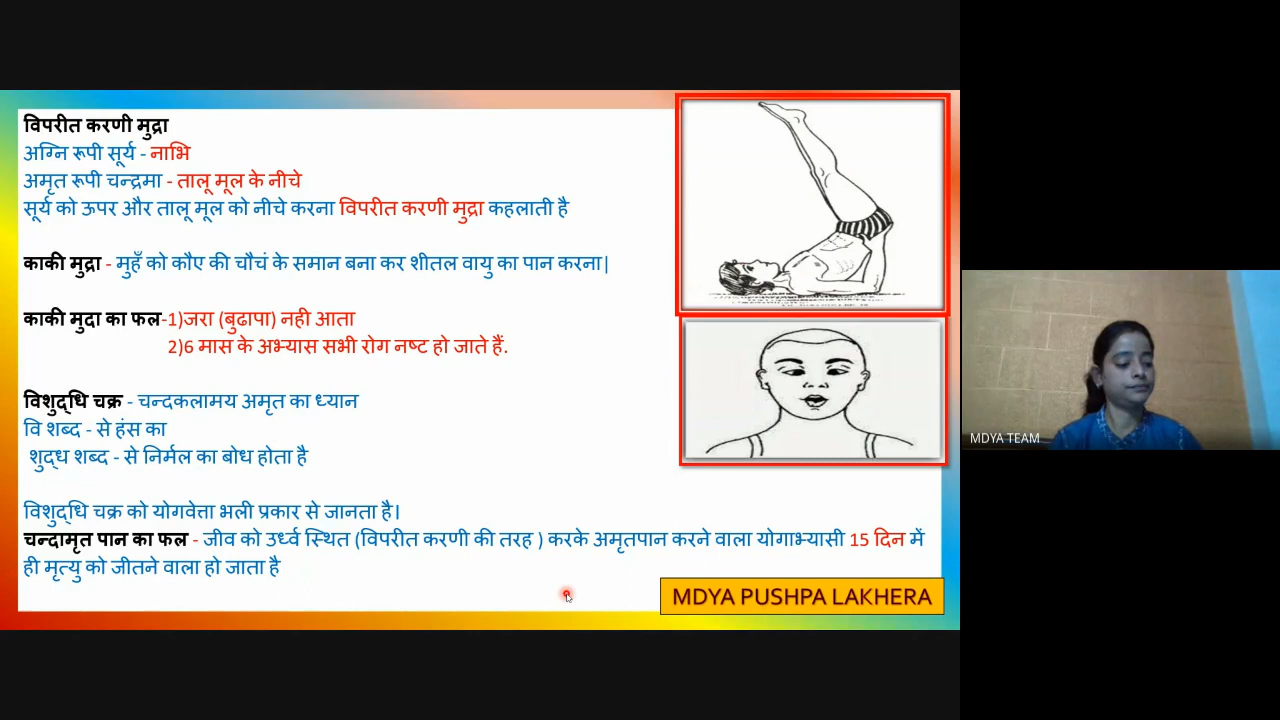 विपरीत करणी मुद्रा
अग्नि रूपी सूर्य - नाभि
अमृत रूपी चन्द्रमा - तालू मूल के नीचे
सूर्य को ऊपर और तालू मूल को नीचे करना विपरीत करणी मुद्रा कहलाती है
काकी मुद्रा - मुहँ को कौए की चौचं के समान बना कर शीतल वायु का पान करना|
काकी मुदा का फल-1)जरा (बुढापा) नही आता
2)6 मास के अभ्यास सभी रोग नष्ट हो जाते हैं.
विशुद्धि चक्र - चन्दकलामय अमृत का ध्यान
वि शब्द - से हंस का
शुद्ध शब्द - से निर्मल का बोध होता है
विशुद्धि चक्र को योगवेत्ता भली प्रकार से जानता है।
चन्दामृत पान का फल - जीव को उर्ध्व स्थित (विपरीत करणी की तरह ) करके अमृतपान करने वाला योगाभ्यासी 15 दिन में
ही मृत्यु को जीतने वाला हो जाता है
MDYA PUSHPA LAKHERA
MDYA TEAM